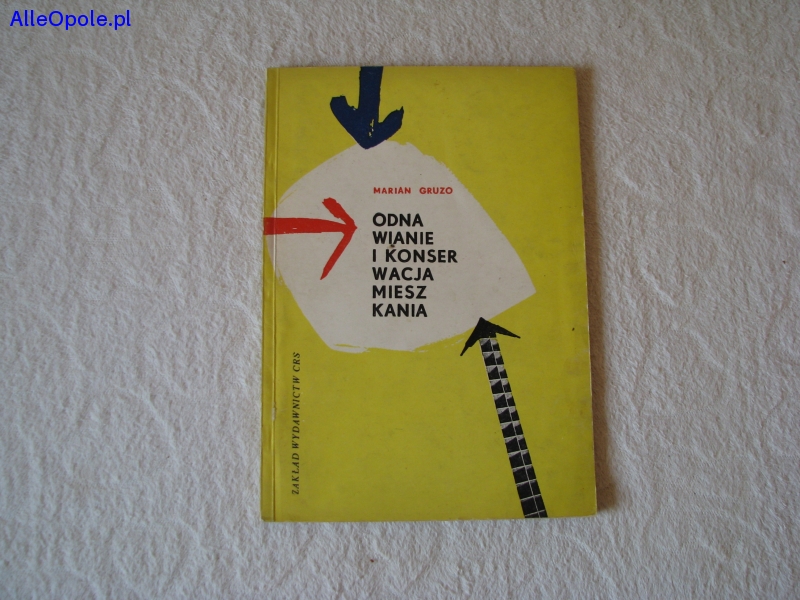 AlleOpole.pl
MARIAN GRUZO
ODNA
WIANIE
I KONSER
WACJA
MIESZ
KANIA
ZAKŁAD WYDAWNICTW CRS